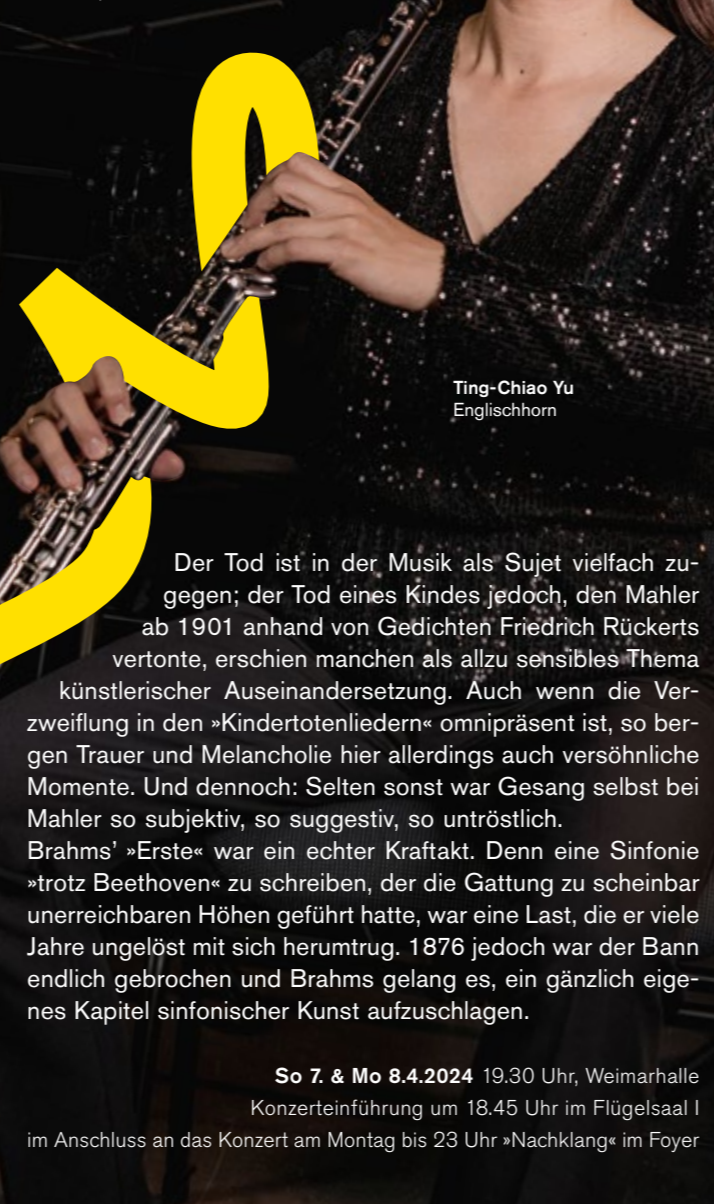 Ting-Chiao Yu
Englischhorn
Der Tod ist in der Musik als Sujet vielfach zu-
gegen; der Tod eines Kindes jedoch, den Mahler
ab 1901 anhand von Gedichten Friedrich Rückerts
vertonte, erschien manchen als allzu sensibles Thema
künstlerischer Auseinandersetzung. Auch wenn die Ver-
zweiflung in den »Kindertotenliedern« omnipräsent ist, so ber-
gen Trauer und Melancholie hier allerdings auch versöhnliche
Momente. Und dennoch: Selten sonst war Gesang selbst bei
Mahler so subjektiv, so suggestiv, so untröstlich.
Brahms’ »Erste« war ein echter Kraftakt. Denn eine Sinfonie
»trotz Beethoven« zu schreiben, der die Gattung zu scheinbar
unerreichbaren Höhen geführt hatte, war eine Last, die er viele
Jahre ungelöst mit sich herumtrug. 1876 jedoch war der Bann
endlich gebrochen und Brahms gelang es, ein gänzlich eige-
nes Kapitel sinfonischer Kunst aufzuschlagen.
So 7. & Mo 8.4.2024 19.30 Uhr, Weimarhalle
Konzerteinführung um 18.45 Uhr im Flügelsaal I
im Anschluss an das Konzert am Montag bis 23 Uhr »Nachklang« im Foyer